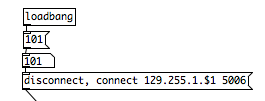 loadbang
101
101
disconnect, connect 129.255.1.$1 5006